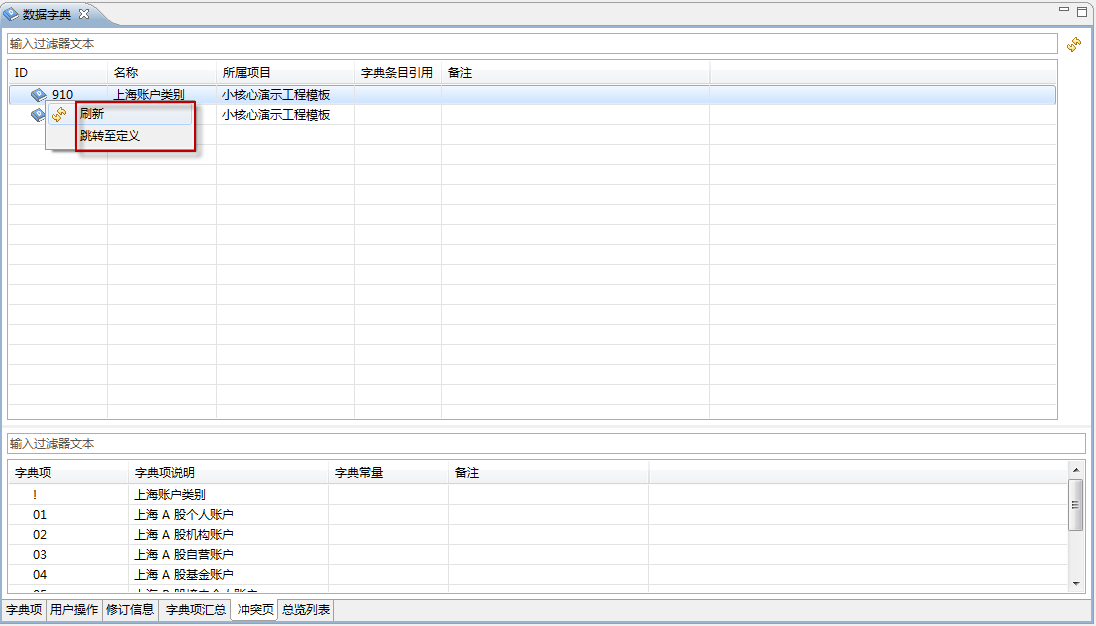 数据字典
输入过滤器文本
ID 名称 所属项目 字典条目引用 备注
910 上海账户类别 小核心演示工程模板
小核心演示工程模板
刷新
跳转至定义
输入过滤器文本
字典项 字典项说明 字典常量 备注
! 上海账户类别
01 上海 A 股个人账户
02 上海 A 股机构账户
03 上海 A 股自营账户
04 上海 A 股基金账户
字典项 用户操作 修订信息 字典项汇总 冲突页 总览列表